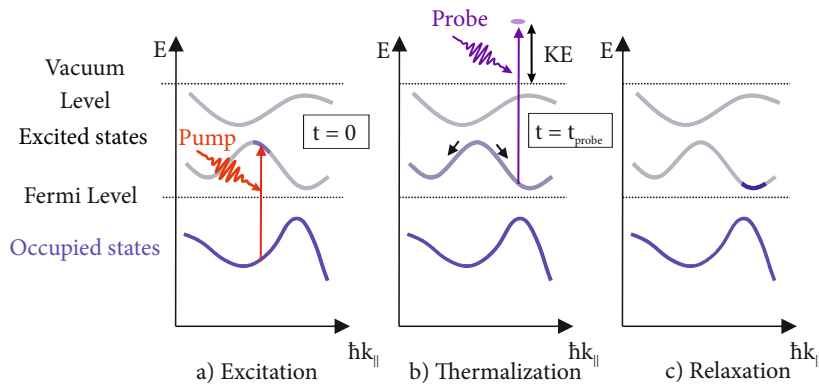 E
Vacuum
Level
Excited states
Fermi Level
Occupied states
Pump
t = 0
ħk∥
a) Excitation
Probe
KE
E
t = t_probe
ħk∥
b) Thermalization
E
ħk∥
c) Relaxation